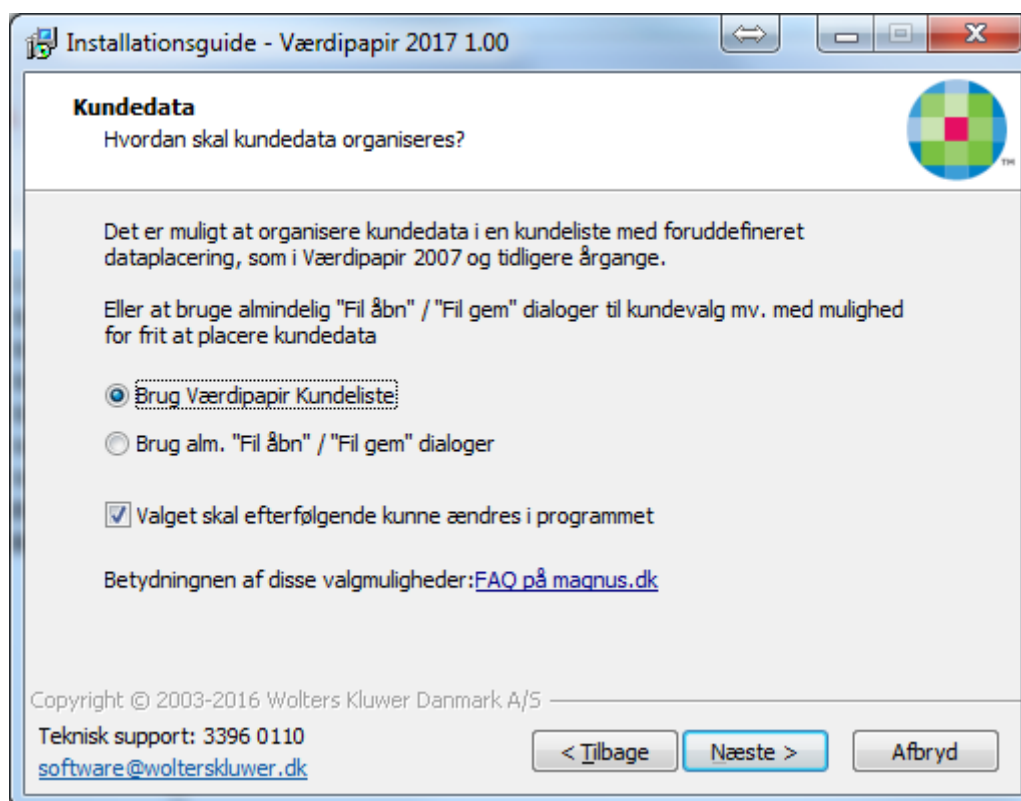 Installationsguide - Værdipapir 2017 1.00
Kundedata
Hvordan skal kundedata organiseres?
TM
Det er muligt at organisere kundedata i en kundeliste med foruddefineret
dataplacering, som i Værdipapir 2007 og tidligere årgange.
Eller at bruge almindelig "Fil åbn" / "Fil gem" dialoger til kundevalg mv. med mulighed
for frit at placere kundedata
Brug Værdipapir Kundeliste
Brug alm. "Fil åbn" / "Fil gem" dialoger
Valget skal efterfølgende kunne ændres i programmet
Betydningnen af disse valgmuligheder:FAQ på magnus.dk
Copyright © 2003-2016 Wolters Kluwer Danmark A/S
Teknisk support: 3396 0110
software@wolterskluwer.dk
< Tilbage Næste > Afbryd